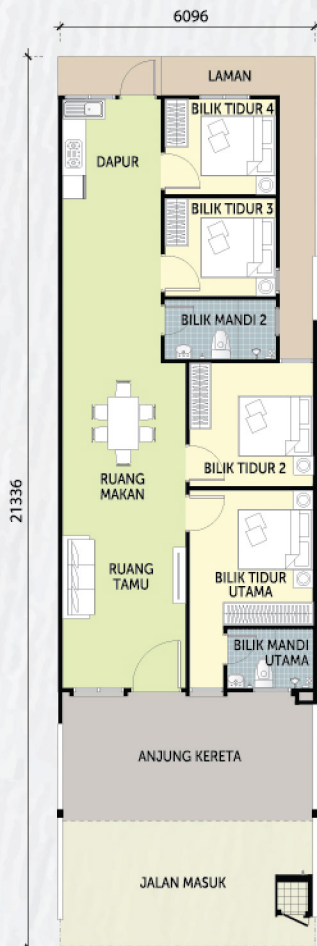 6096
LAMAN
BILIK TIDUR 4
DAPUR
BILIK TIDUR 3
BILIK MANDI 2
21336
BILIK TIDUR 2
RUANG
MAKAN
RUANG
TAMU
BILIK TIDUR
UTAMA
BILIK MANDI
UTAMA
ANJUNG KERETA
JALAN MASUK